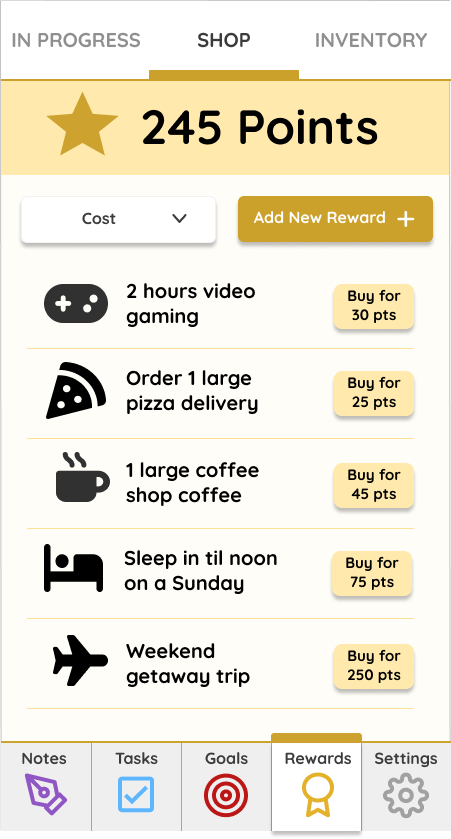 IN PROGRESS SHOP INVENTORY
245 Points
Cost
Add New Reward
2 hours video
gaming
Buy for
30 pts
Order 1 large
pizza delivery
Buy for
25 pts
1 large coffee
shop coffee
Buy for
45 pts
Sleep in til noon
on a Sunday
Buy for
75 pts
Weekend
getaway trip
Buy for
250 pts
Notes Tasks Goals Rewards Settings